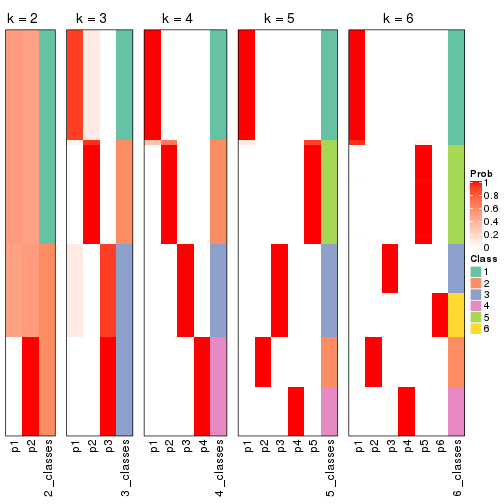 k = 2
k = 3
k = 4
k = 5
k = 6
p1
p2
2_classes
p1
p2
p3
3_classes
p1
p2
p3
p4
4_classes
p1
p2
p3
p4
p5
5_classes
p1
p2
p3
p4
p5
p6
6_classes
Prob
1
0.8
0.6
0.4
0.2
0
Class
1
2
3
4
5
6